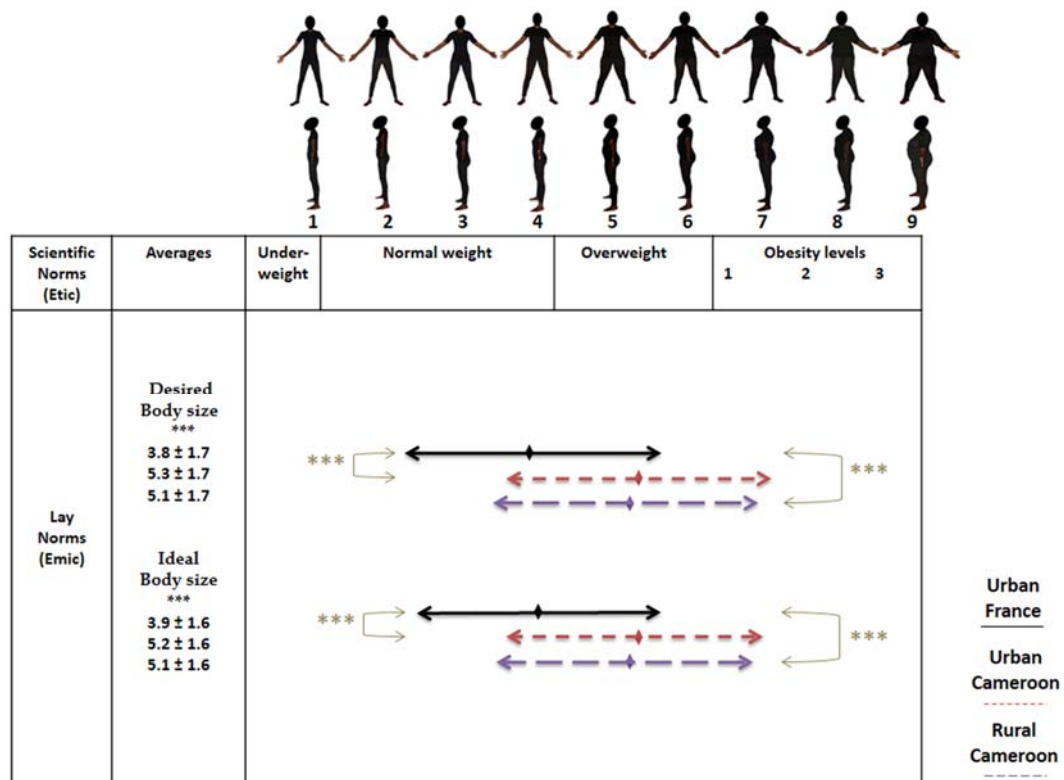 1 2 3 4 5 6 7 8 9
Scientific
Norms
(Etic)
Averages
Under-
weight
Normal weight
Overweight
Obesity levels
1 2 3
Lay
Norms
(Emic)
Desired
Body size
***
3.8 ± 1.7
5.3 ± 1.7
5.1 ± 1.7
***
***
Ideal
Body size
***
3.9 ± 1.6
5.2 ± 1.6
5.1 ± 1.6
***
***
Urban
France
Urban
Cameroon
Rural
Cameroon